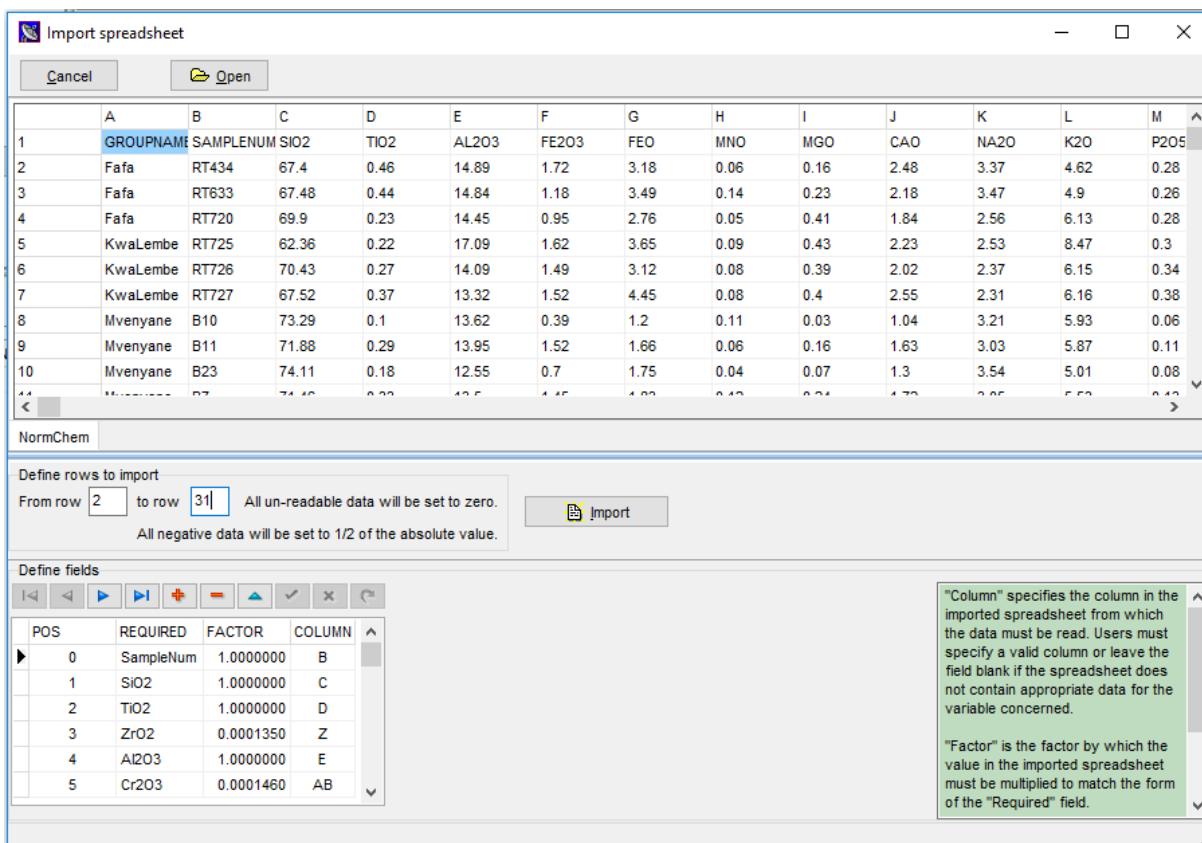 Import spreadsheet
Cancel Open
A B C D E F G H I J K L M
1 GROUPNAME SAMPLENUM SIO2 TIO2 AL2O3 FE2O3 FEO MNO MGO CAO NA2O K2O P2O5
2 Fafa RT434 67.4 0.46 14.89 1.72 3.18 0.06 0.16 2.48 3.37 4.62 0.28
3 Fafa RT633 67.48 0.44 14.84 1.18 3.49 0.14 0.23 2.18 3.47 4.9 0.26
4 Fafa RT720 69.9 0.23 14.45 0.95 2.76 0.05 0.41 1.84 2.56 6.13 0.28
5 KwaLembe RT725 62.36 0.22 17.09 1.62 3.65 0.09 0.43 2.23 2.53 8.47 0.3
6 KwaLembe RT726 70.43 0.27 14.09 1.49 3.12 0.08 0.39 2.02 2.37 6.15 0.34
7 KwaLembe RT727 67.52 0.37 13.32 1.52 4.45 0.08 0.4 2.55 2.31 6.16 0.38
8 Mvenyane B10 73.29 0.1 13.62 0.39 1.2 0.11 0.03 1.04 3.21 5.93 0.06
9 Mvenyane B11 71.88 0.29 13.95 1.52 1.66 0.06 0.16 1.63 3.03 5.87 0.11
10 Mvenyane B23 74.11 0.18 12.55 0.7 1.75 0.04 0.07 1.3 3.54 5.01 0.08
NormChem
Define rows to import
From row 2 to row 31 All un-readable data will be set to zero.
Import
All negative data will be set to 1/2 of the absolute value.
Define fields
POS REQUIRED FACTOR COLUMN
0 SampleNum 1.0000000 B
1 SiO2 1.0000000 C
2 TiO2 1.0000000 D
3 ZrO2 0.0001350 Z
4 Al2O3 1.0000000 E
5 Cr2O3 0.0001460 AB
"Column" specifies the column in the
imported spreadsheet from which
the data must be read. Users must
specify a valid column or leave the
field blank if the spreadsheet does
not contain appropriate data for the
variable concerned.
"Factor" is the factor by which the
value in the imported spreadsheet
must be multiplied to match the form
of the "Required" field.